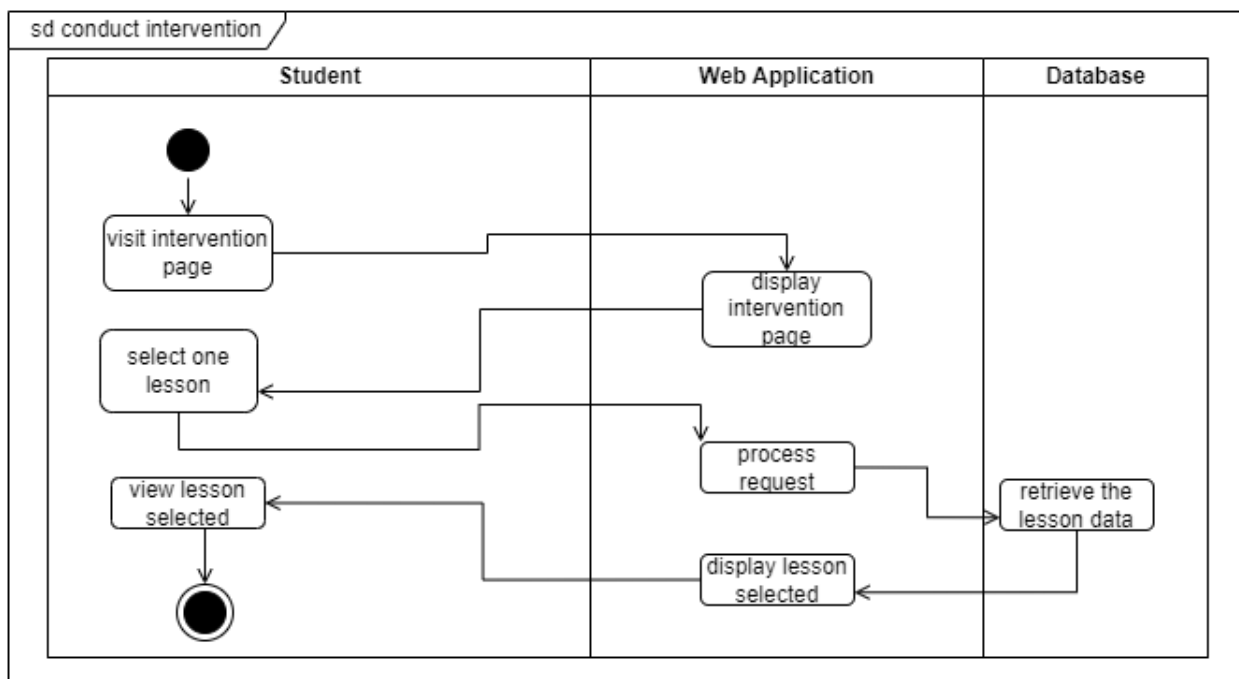 sd conduct intervention
Student
Web Application
Database
visit intervention
page
display
intervention
page
select one
lesson
process
request
retrieve the
lesson data
display lesson
selected
view lesson
selected